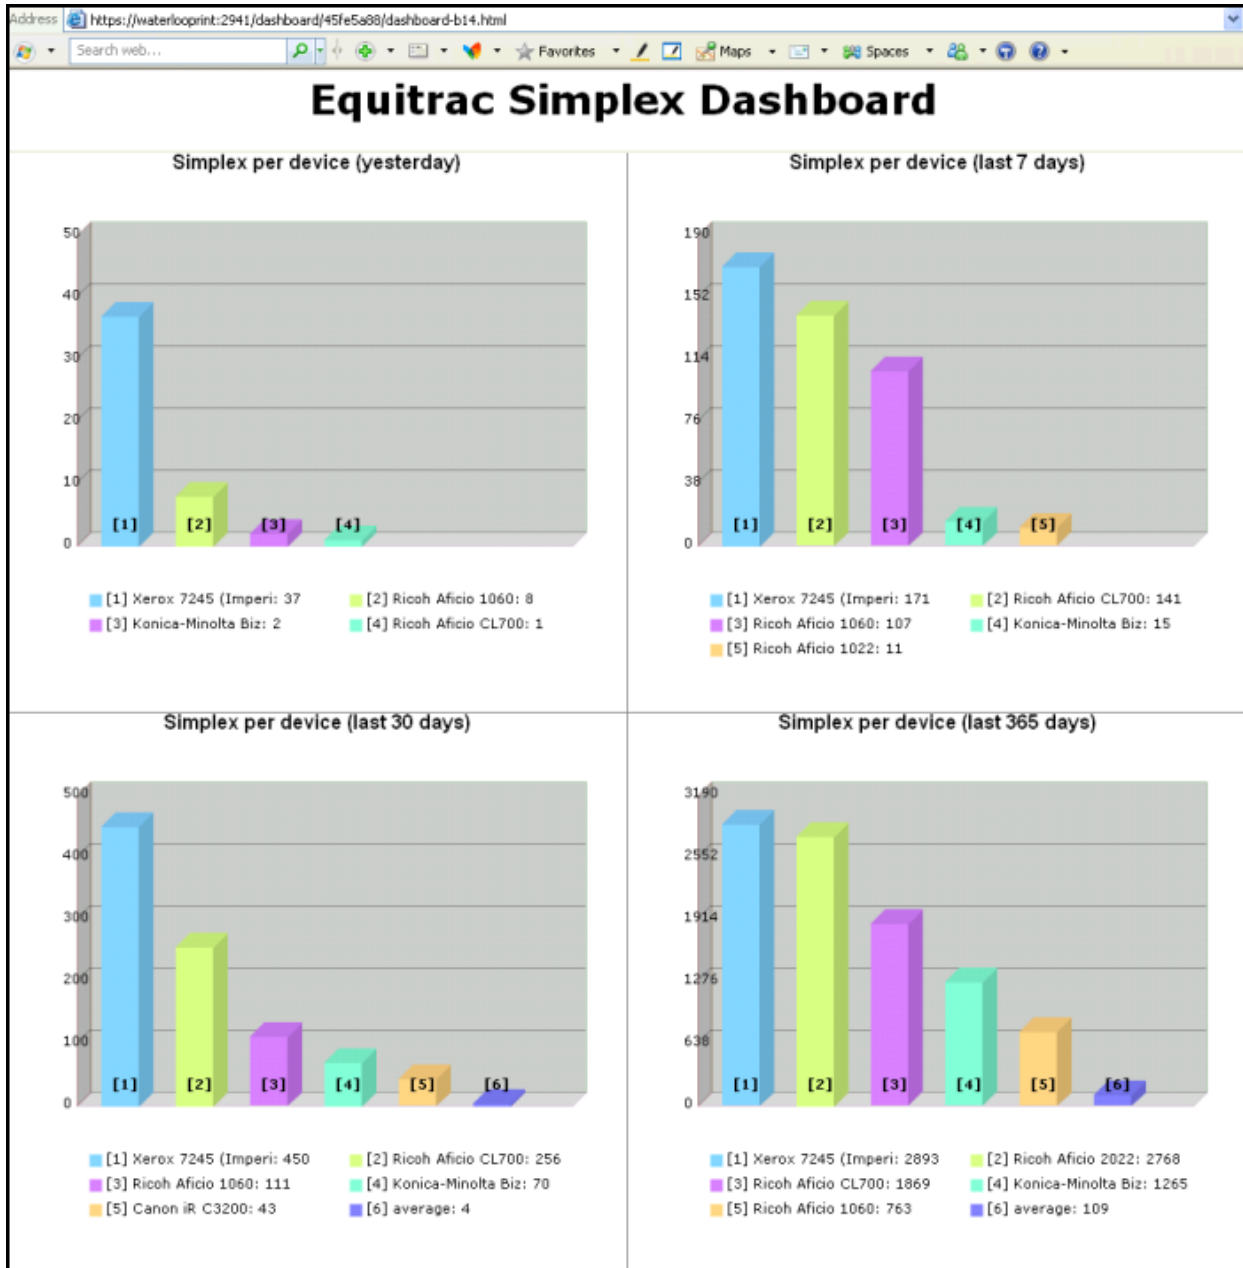 Address https://waterlooprint:2941/dashboard/45fe5a88/dashboard-b14.html
Search web... Favorites Maps Spaces
Equitrac Simplex Dashboard
Simplex per device (yesterday)
50
40
30
20
10
0
[1] [2] [3] [4]
[1] Xerox 7245 (Imperi: 37 [2] Ricoh Aficio 1060: 8
[3] Konica-Minolta Biz: 2 [4] Ricoh Aficio CL700: 1
Simplex per device (last 7 days)
190
152
114
76
38
0
[1] [2] [3] [4] [5]
[1] Xerox 7245 (Imperi: 171 [2] Ricoh Aficio CL700: 141
[3] Ricoh Aficio 1060: 107 [4] Konica-Minolta Biz: 15
[5] Ricoh Aficio 1022: 11
Simplex per device (last 30 days)
500
400
300
200
100
0
[1] [2] [3] [4] [5] [6]
[1] Xerox 7245 (Imperi: 450 [2] Ricoh Aficio CL700: 256
[3] Ricoh Aficio 1060: 111 [4] Konica-Minolta Biz: 70
[5] Canon iR C3200: 43 [6] average: 4
Simplex per device (last 365 days)
3190
2552
1914
1276
638
0
[1] [2] [3] [4] [5] [6]
[1] Xerox 7245 (Imperi: 2893 [2] Ricoh Aficio 2022: 2768
[3] Ricoh Aficio CL700: 1869 [4] Konica-Minolta Biz: 1265
[5] Ricoh Aficio 1060: 763 [6] average: 109